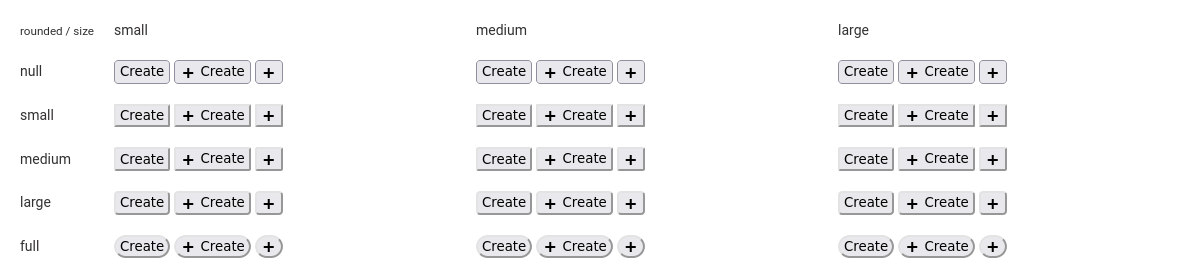 rounded / size small medium large
null Create + Create + Create + Create + Create + Create +
small Create + Create + Create + Create + Create + Create +
medium Create + Create + Create + Create + Create + Create +
large Create + Create + Create + Create + Create + Create +
full Create + Create + Create + Create + Create + Create +